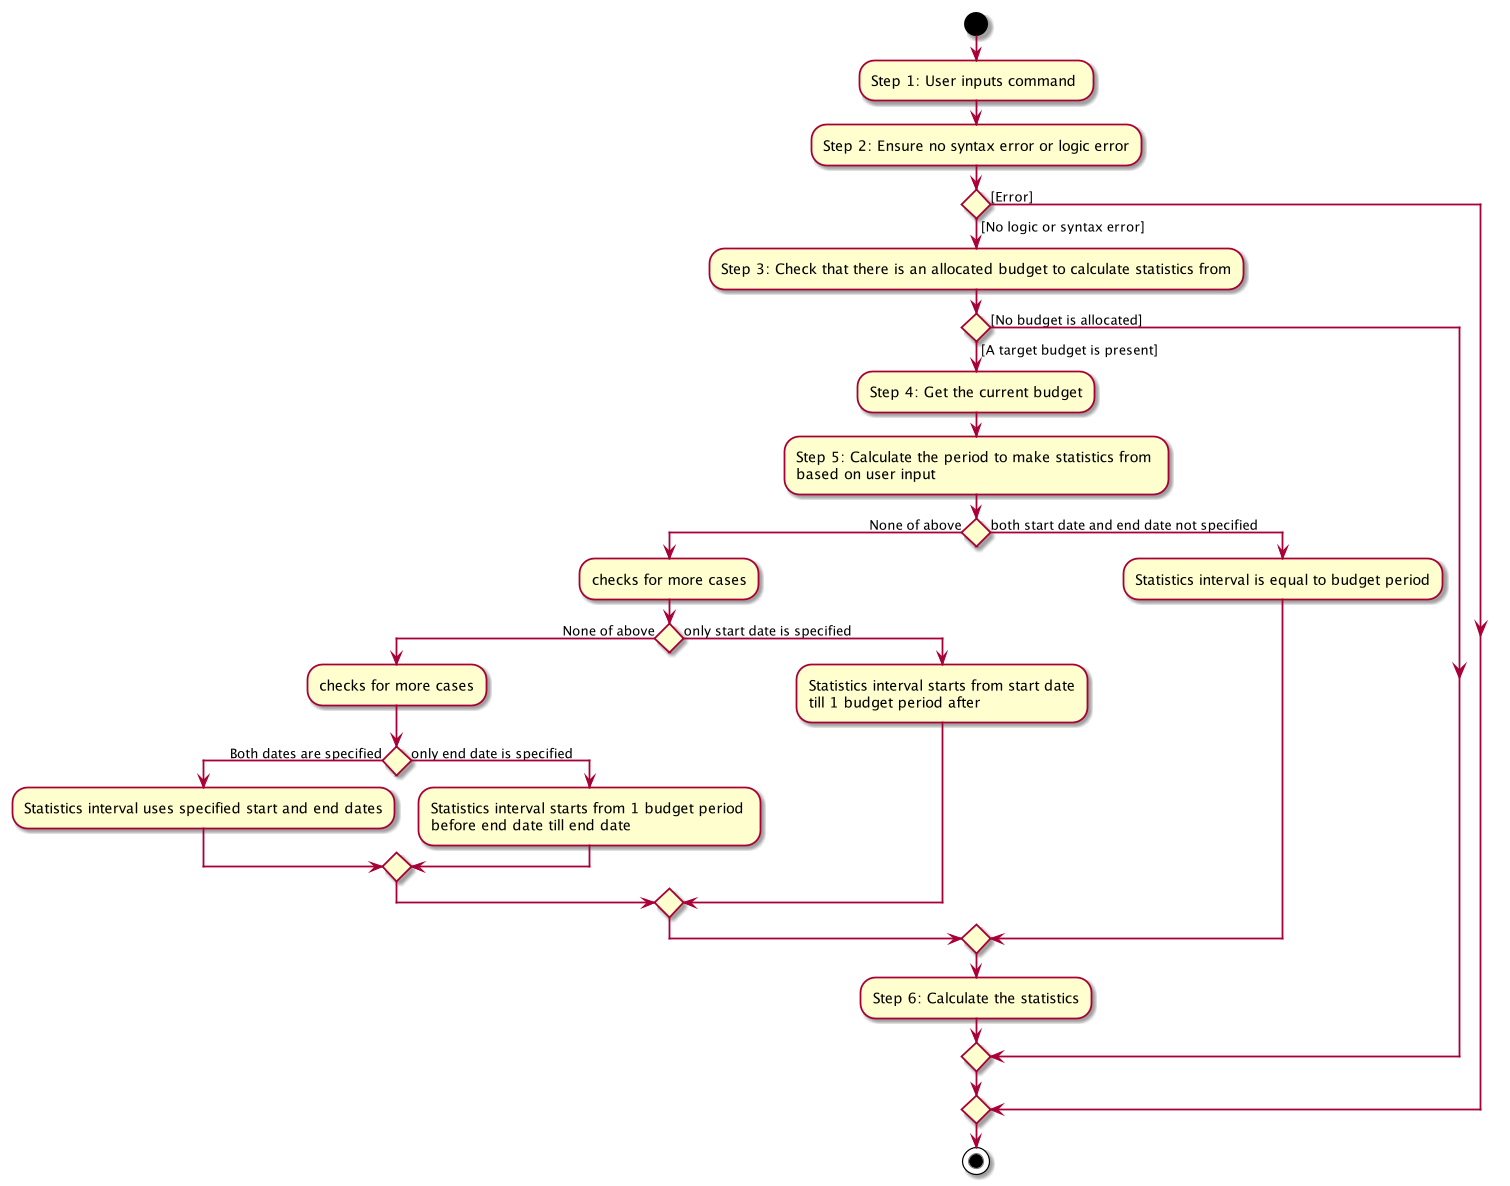 Step 1: User inputs command
Step 2: Ensure no syntax error or logic error
[Error]
[No logic or syntax error]
Step 3: Check that there is an allocated budget to calculate statistics from
[No budget is allocated]
[A target budget is present]
Step 4: Get the current budget
Step 5: Calculate the period to make statistics from
based on user input
None of above
both start date and end date not specified
checks for more cases
Statistics interval is equal to budget period
None of above
only start date is specified
checks for more cases
Statistics interval starts from start date
till 1 budget period after
Both dates are specified
only end date is specified
Statistics interval uses specified start and end dates
Statistics interval starts from 1 budget period
before end date till end date
Step 6: Calculate the statistics